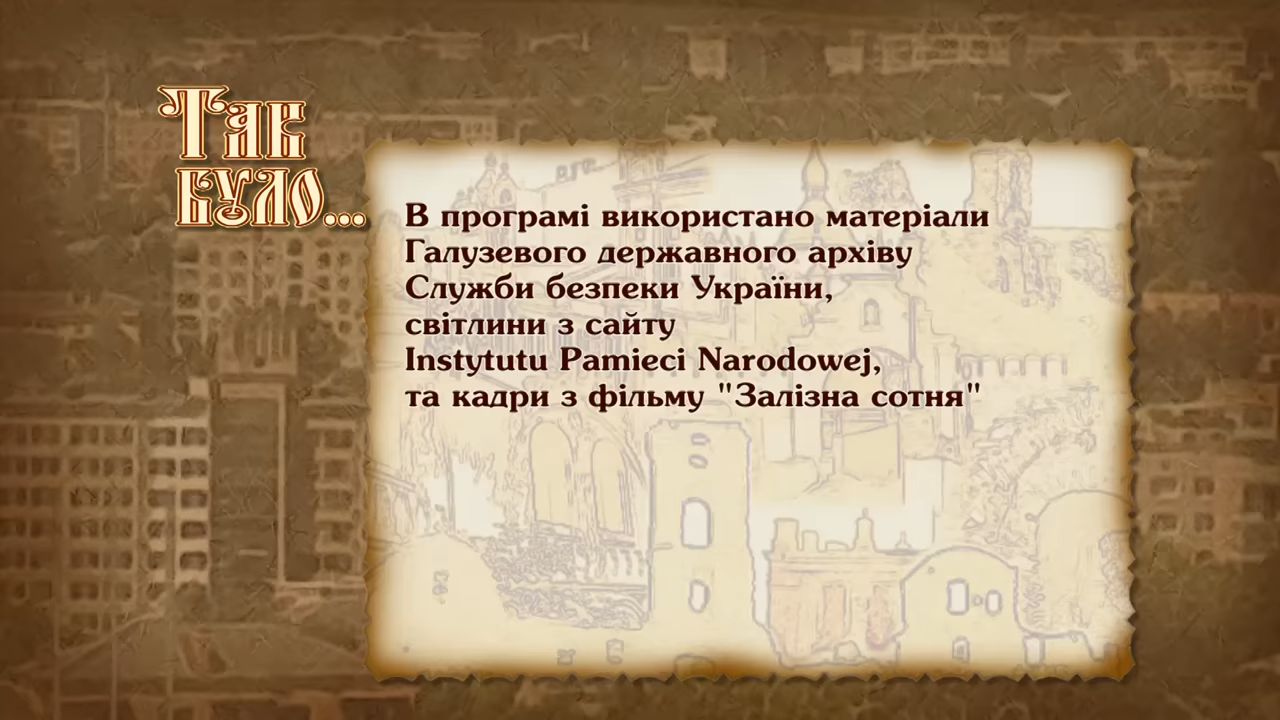 Так
було...
В програмі використано матеріали
Галузевого державного архіву
Служби безпеки України,
світлини з сайту
Instytutu Pamieci Narodowej,
та кадри з фільму "Залізна сотня"